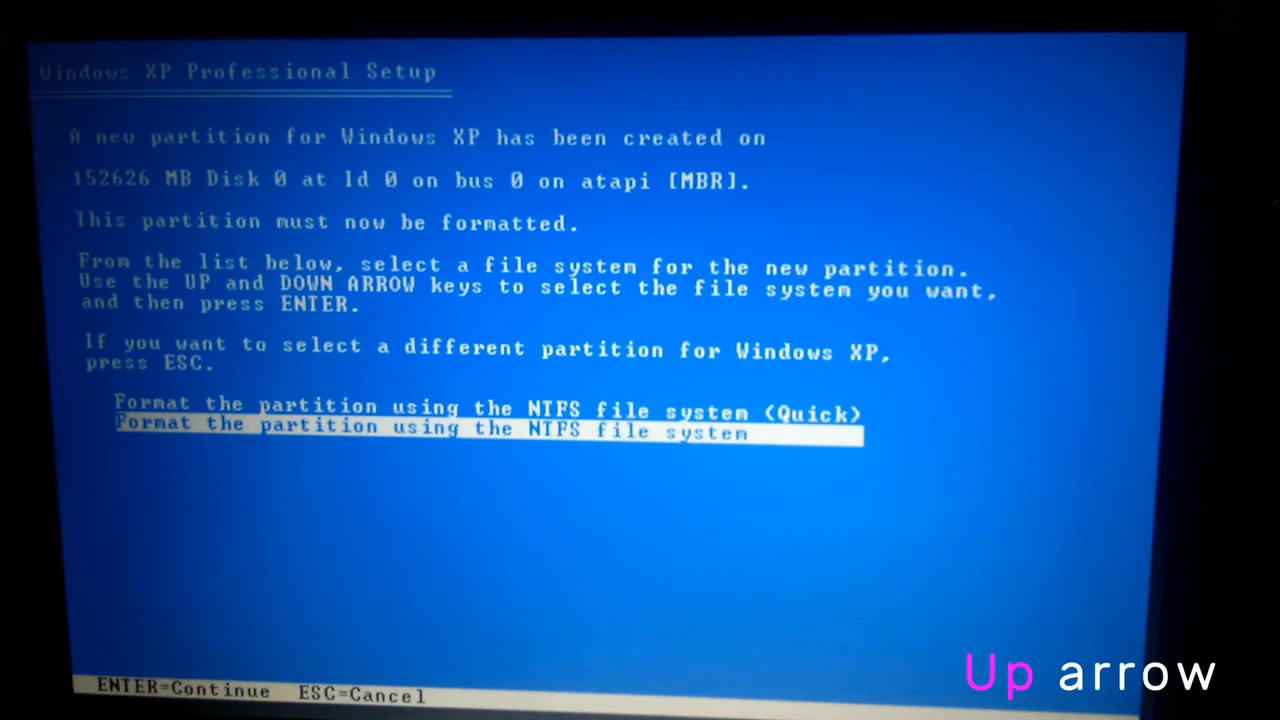 Windows XP Professional Setup
A new partition for Windows XP has been created on
152626 MB Disk 0 at Id 0 on bus 0 on atapi [MBR].
This partition must now be formatted.
From the list below, select a file system for the new partition.
Use the UP and DOWN ARROW keys to select the file system you want,
and then press ENTER.
If you want to select a different partition for Windows XP,
press ESC.
Format the partition using the NTFS file system (Quick)
Format the partition using the NTFS file system
ENTER=Continue ESC=Cancel
Up arrow